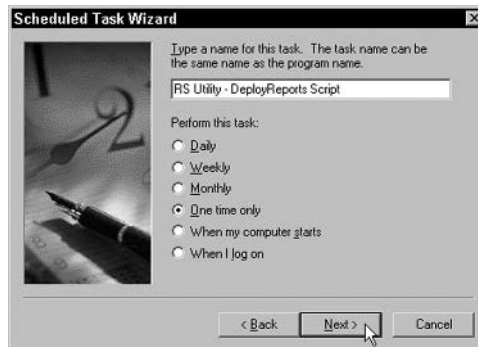 Scheduled Task Wizard
Type a name for this task. The task name can be
the same name as the program name.
RS Utility - DeployReports Script
Perform this task:
Daily
Weekly
Monthly
One time only
When my computer starts
When I log on
< Back
Next >
Cancel